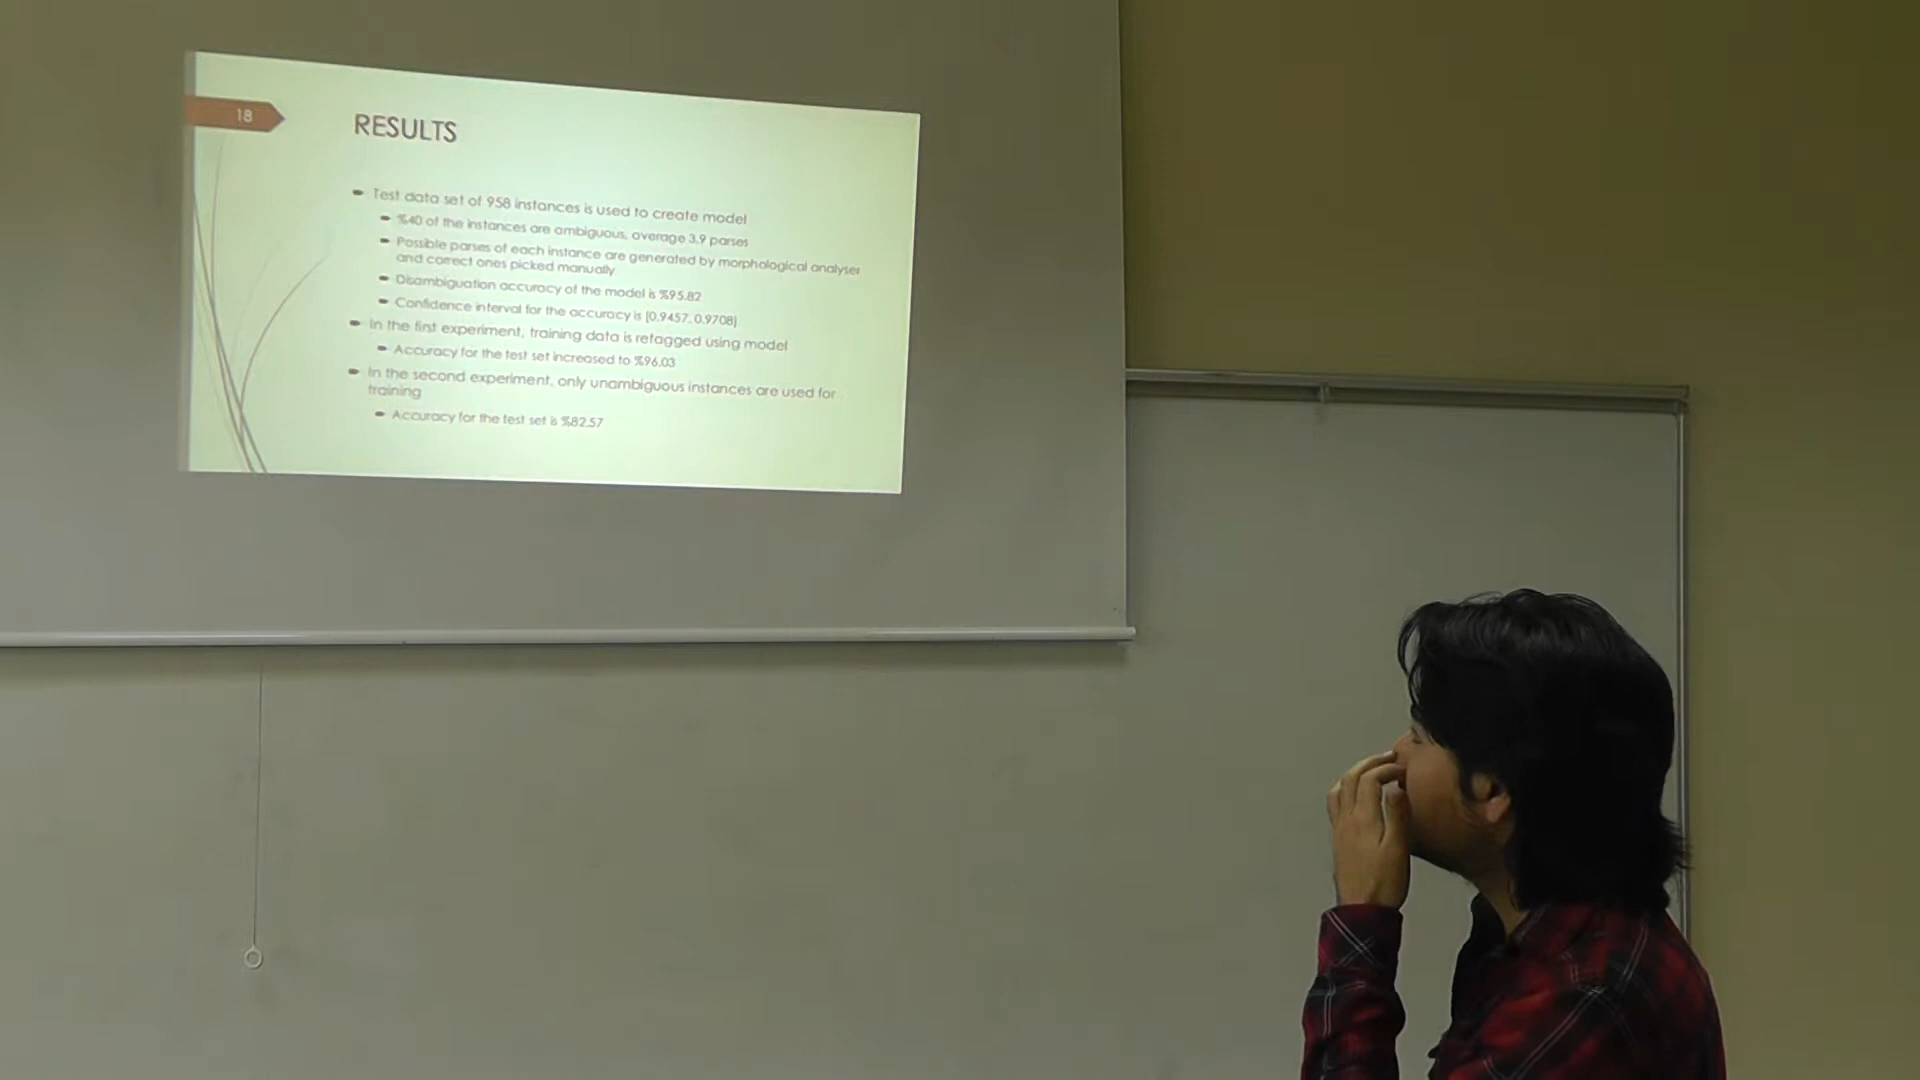 18
RESULTS
Test data set of 958 instances is used to create model
%40 of the instances are ambiguous, average 3.9 parses
Possible parses of each instance are generated by morphological analyser
and correct ones picked manually
Disambiguation accuracy of the model is %95.82
Confidence interval for the accuracy is [0.9457, 0.9708]
In the first experiment, training data is retagged using model
Accuracy for the test set increased to %96.03
In the second experiment, only unambiguous instances are used for
training
Accuracy for the test set is %82.57